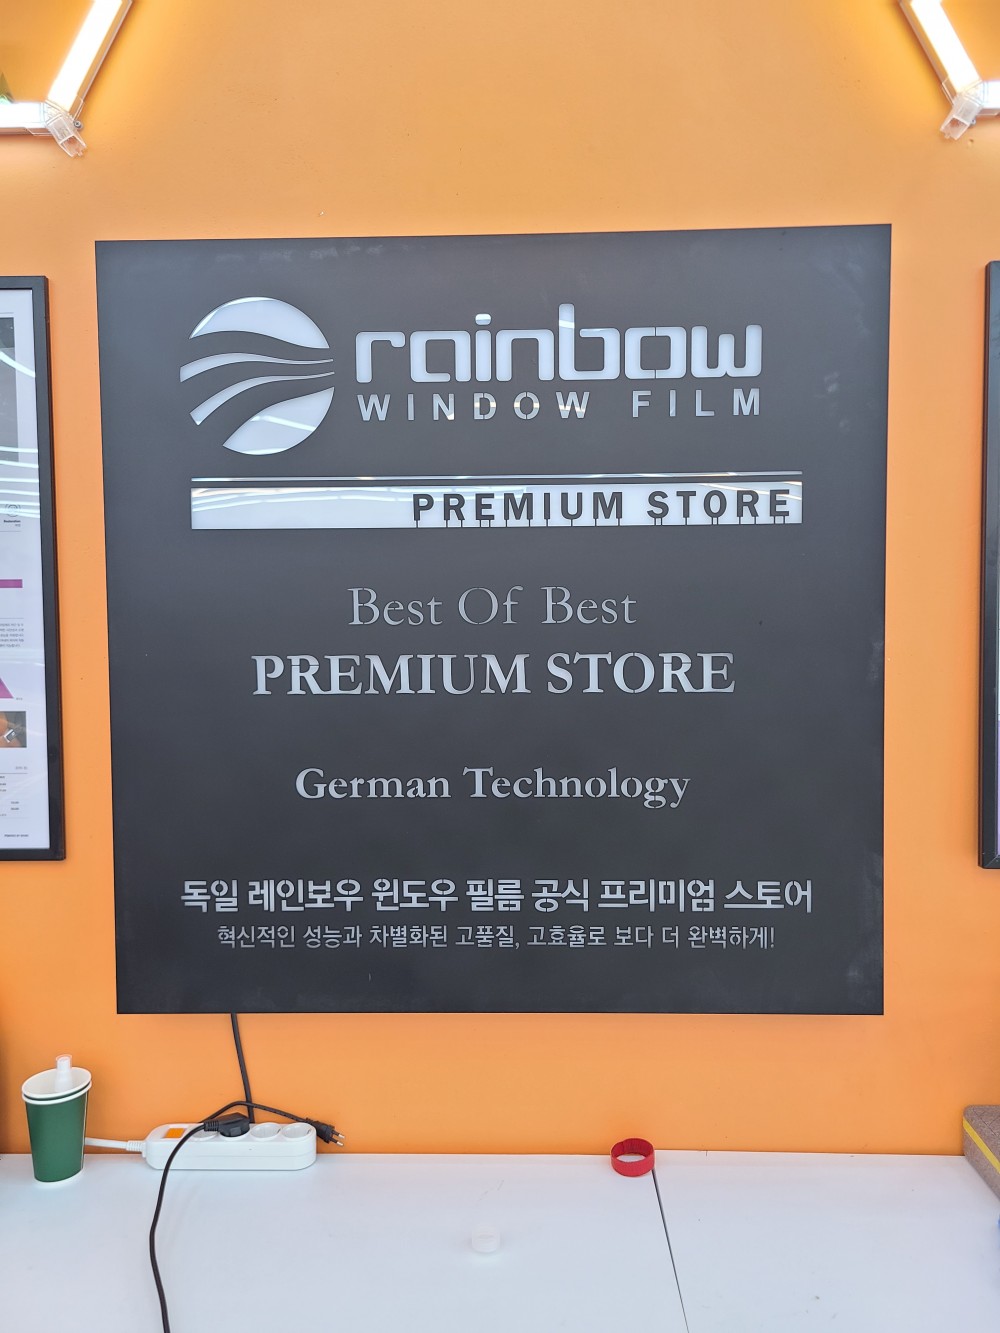 rainbow
WINDOW FILM
PREMIUM STORE
Best Of Best
PREMIUM STORE
German Technology
독일 레인보우 윈도우 필름 공식 프리미엄 스토어
혁신적인 성능과 차별화된 고품질, 고효율로 보다 더 완벽하게!